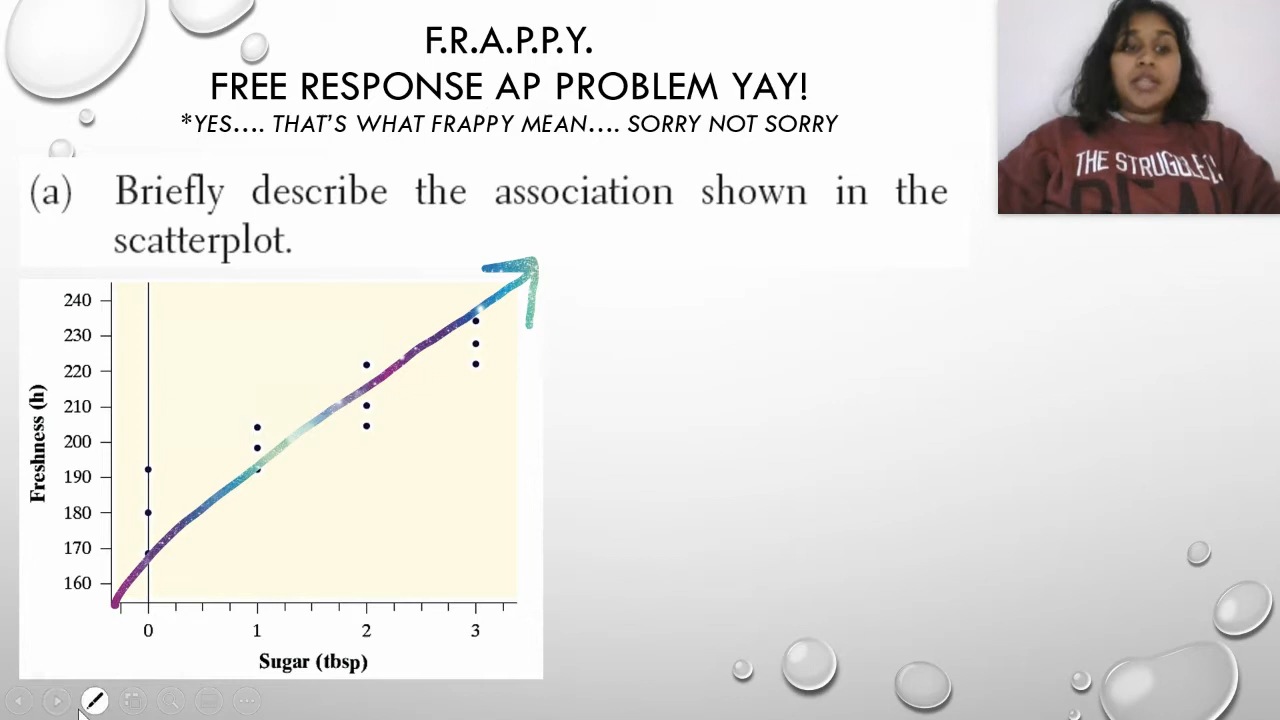 F.R.A.P.P.Y.
FREE RESPONSE AP PROBLEM YAY!
*YES.... THAT'S WHAT FRAPPY MEAN.... SORRY NOT SORRY
(a) Briefly describe the association shown in the
scatterplot.
THE STRUGGLE
240
230
220
210
200
190
180
170
160
Freshness (h)
0 1 2 3
Sugar (tbsp)